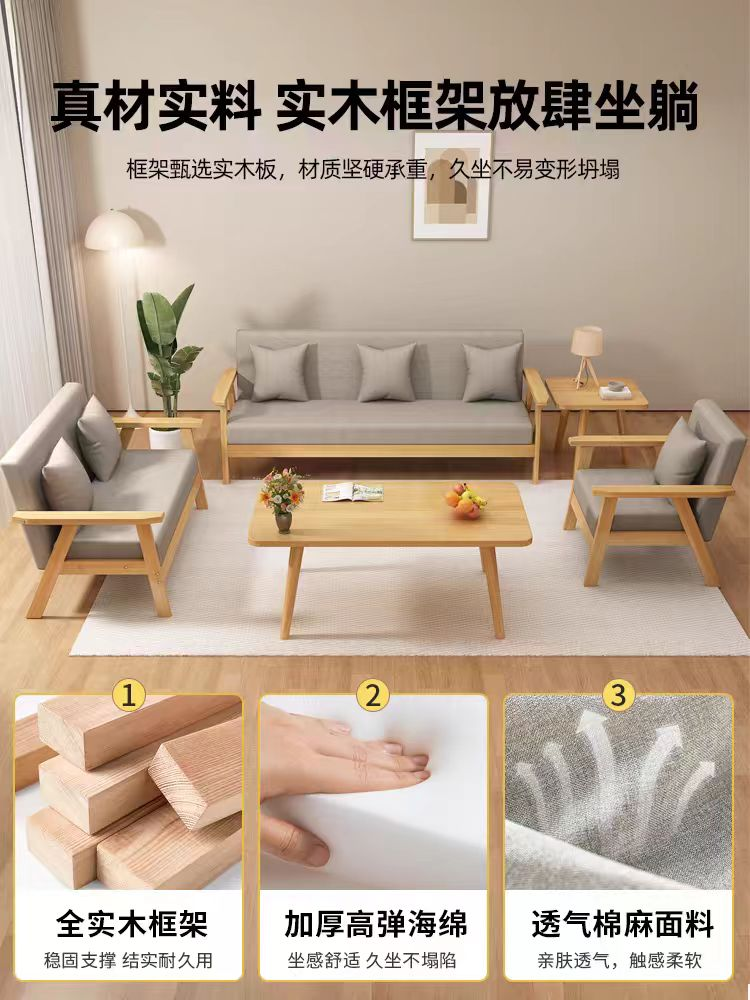 真材实料 实木框架放肆坐躺
框架甄选实木板，材质坚硬承重，久坐不易变形坍塌
1
2
3
全实木框架
加厚高弹海绵
透气棉麻面料
稳固支撑 结实耐久用
坐感舒适 久坐不塌陷
亲肤透气，触感柔软